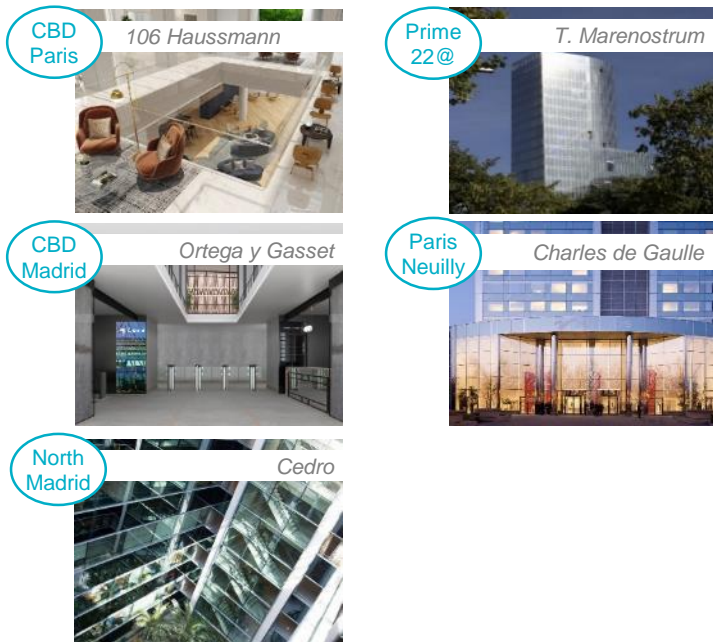 CBD
Paris
106 Haussmann
Prime
22@
T. Marenostrum
CBD
Madrid
Ortega y Gasset
Paris
Neuilly
Charles de Gaulle
North
Madrid
Cedro